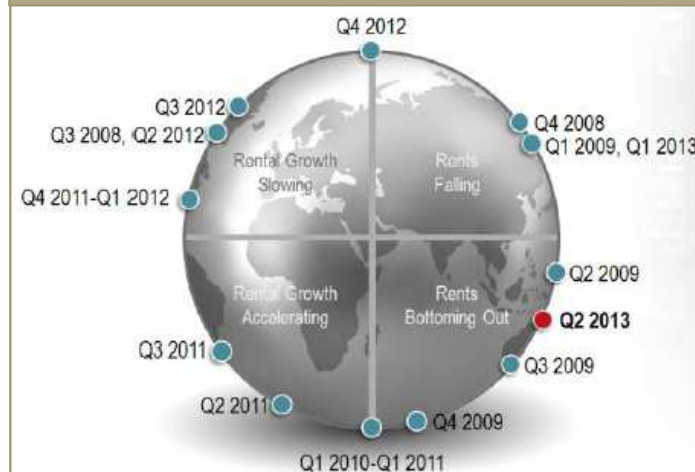 Q4 2012
Q3 2012
Q3 2008, Q2 2012
Q4 2011-Q1 2012
Rental Growth
Slowing
Rents
Falling
Q4 2008
Q1 2009, Q1 2013
Q2 2009
Q2 2013
Q3 2009
Rental Growth
Accelerating
Rents
Bottoming Out
Q3 2011
Q2 2011
Q4 2009
Q1 2010-Q1 2011